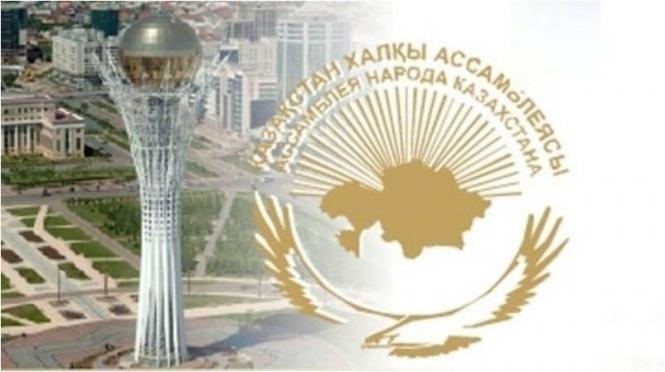 ҚАЗАҚСТАН ХАЛҚЫ АССАМБЛЕЯСЫ
АССАМБЛЕЯ НАРОДА КАЗАХСТАНА